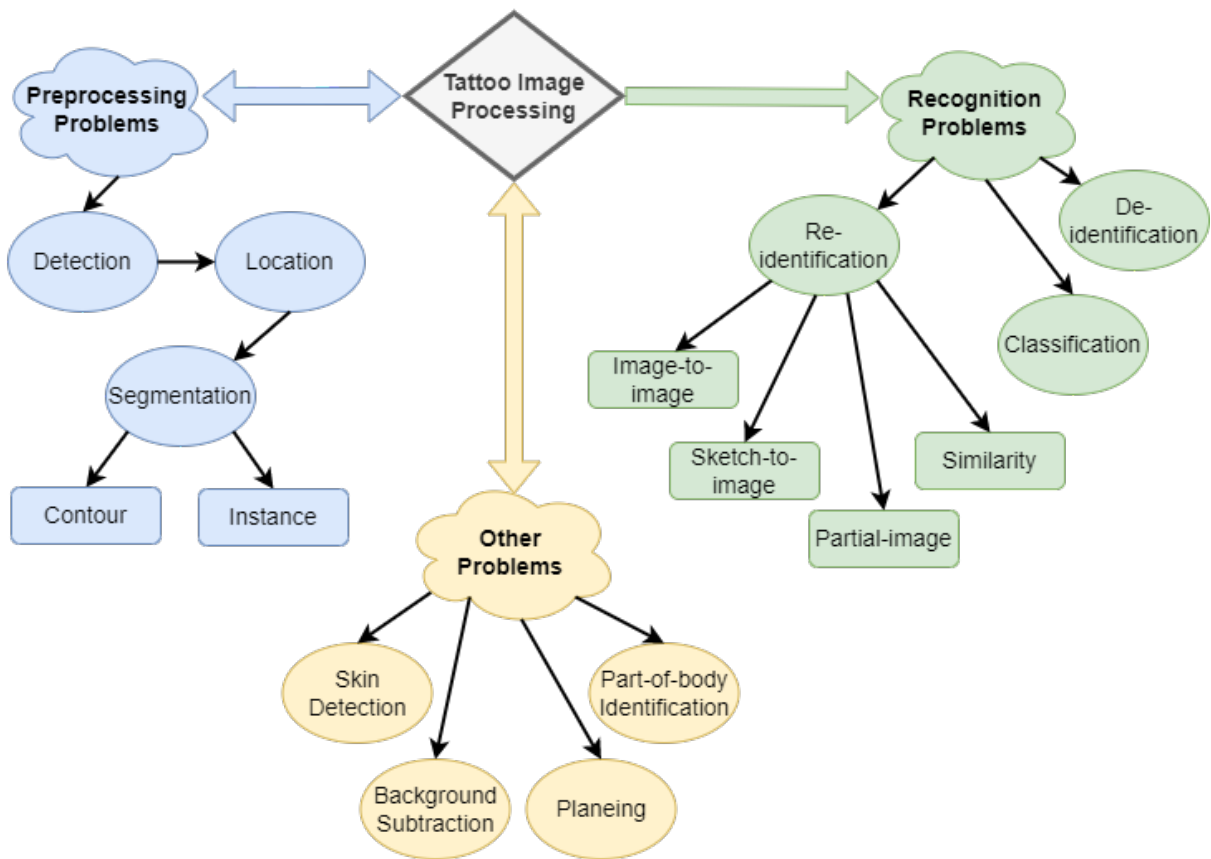 Tattoo Image
Processing
Preprocessing
Problems
Detection
Location
Segmentation
Contour
Instance
Recognition
Problems
Re-
identification
De-
identification
Classification
Image-to-
image
Sketch-to-
image
Partial-image
Similarity
Other
Problems
Skin
Detection
Background
Subtraction
Planeing
Part-of-body
Identification